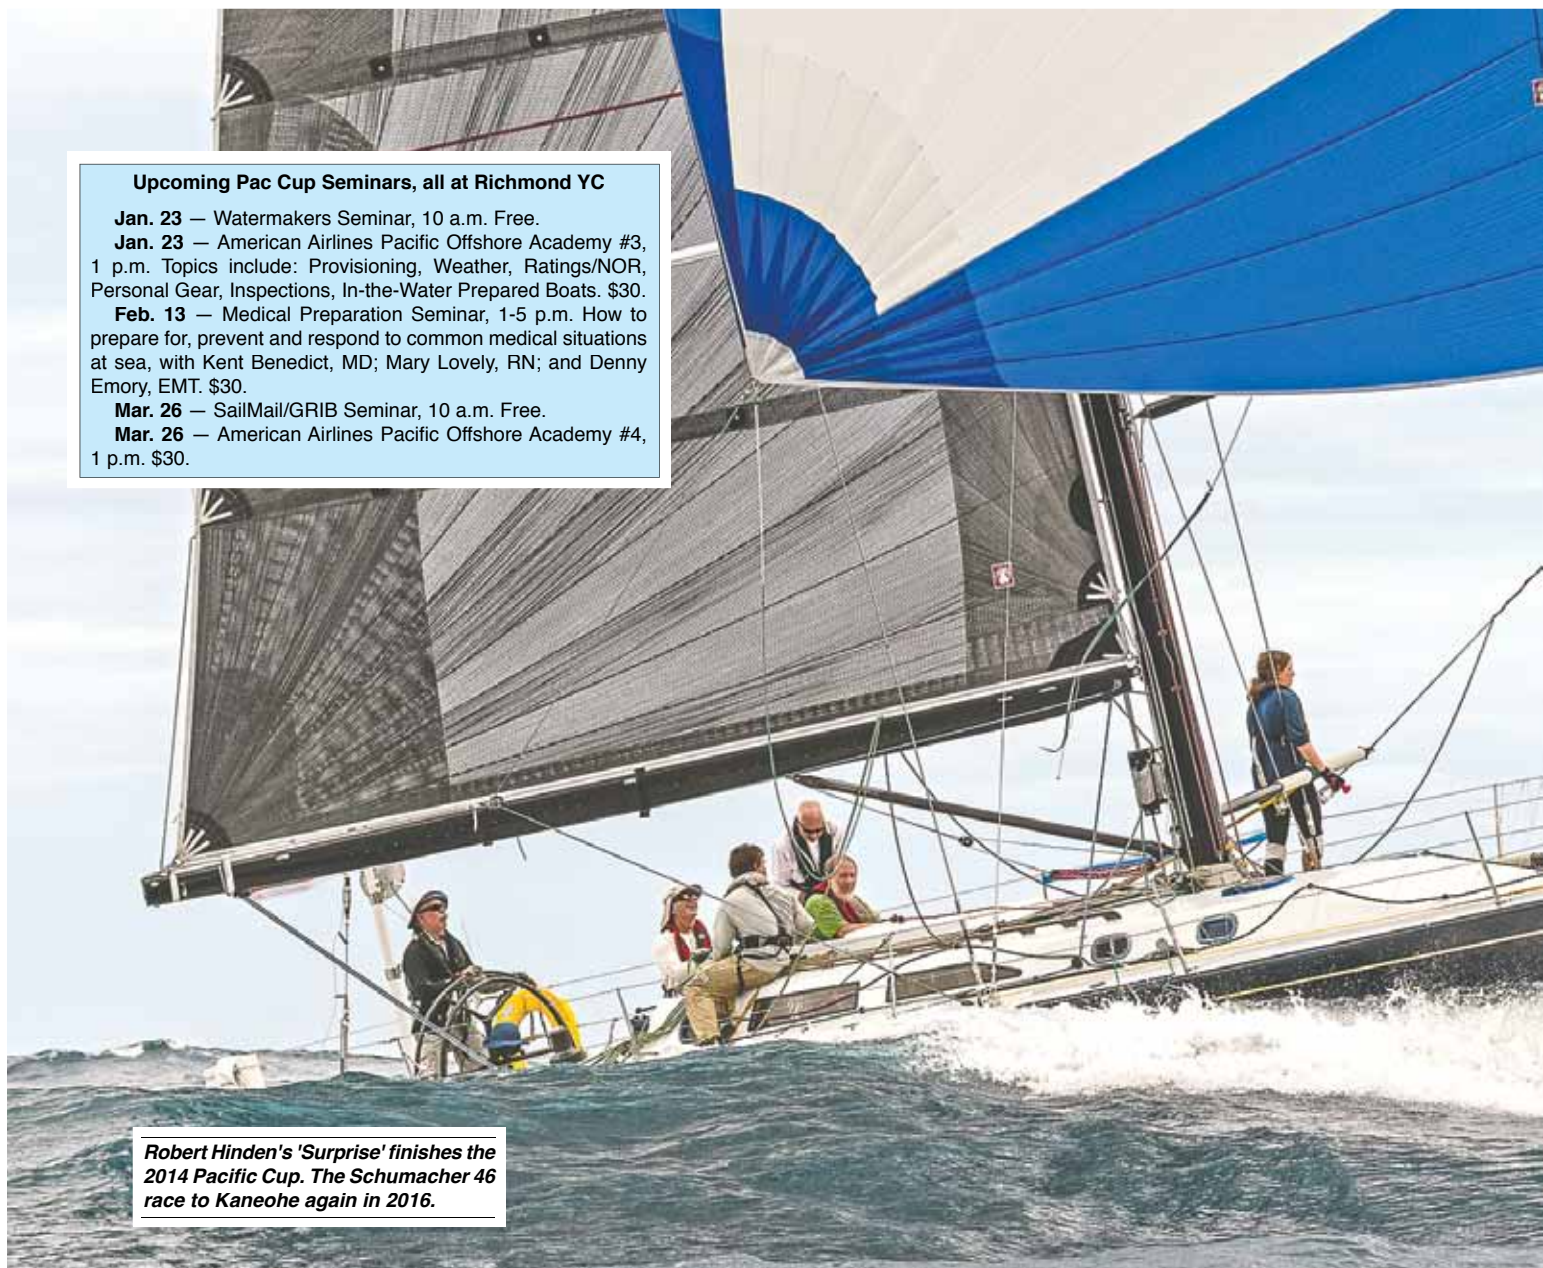 Upcoming Pac Cup Seminars, all at Richmond YC
Jan. 23 — Watermakers Seminar, 10 a.m. Free.
Jan. 23 — American Airlines Pacific Offshore Academy #3,
1 p.m. Topics include: Provisioning, Weather, Ratings/NOR,
Personal Gear, Inspections, In-the-Water Prepared Boats. $30.
Feb. 13 — Medical Preparation Seminar, 1-5 p.m. How to
prepare for, prevent and respond to common medical situations
at sea, with Kent Benedict, MD; Mary Lovely, RN; and Denny
Emory, EMT. $30.
Mar. 26 — SailMail/GRIB Seminar, 10 a.m. Free.
Mar. 26 — American Airlines Pacific Offshore Academy #4,
1 p.m. $30.
Robert Hinden's 'Surprise' finishes the
2014 Pacific Cup. The Schumacher 46
race to Kaneohe again in 2016.